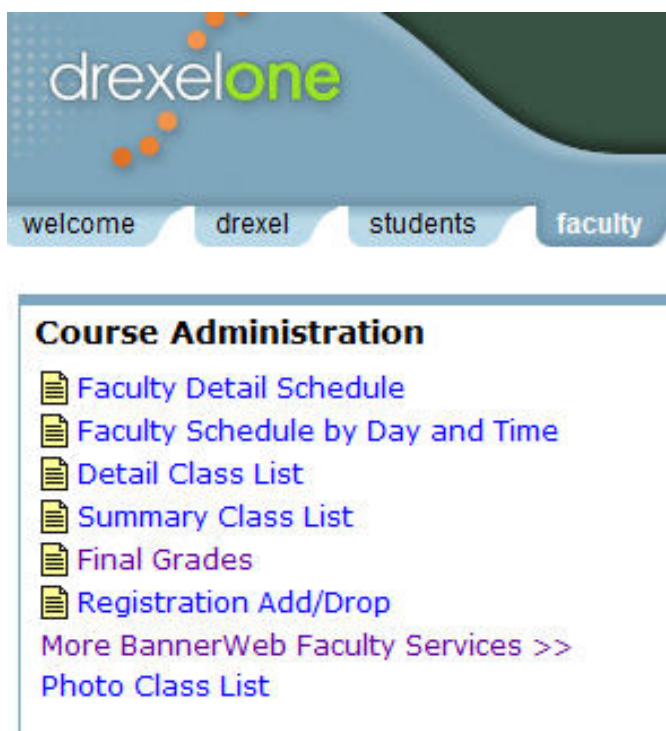 drexelone
welcome drexel students faculty
Course Administration
Faculty Detail Schedule
Faculty Schedule by Day and Time
Detail Class List
Summary Class List
Final Grades
Registration Add/Drop
More BannerWeb Faculty Services >>
Photo Class List